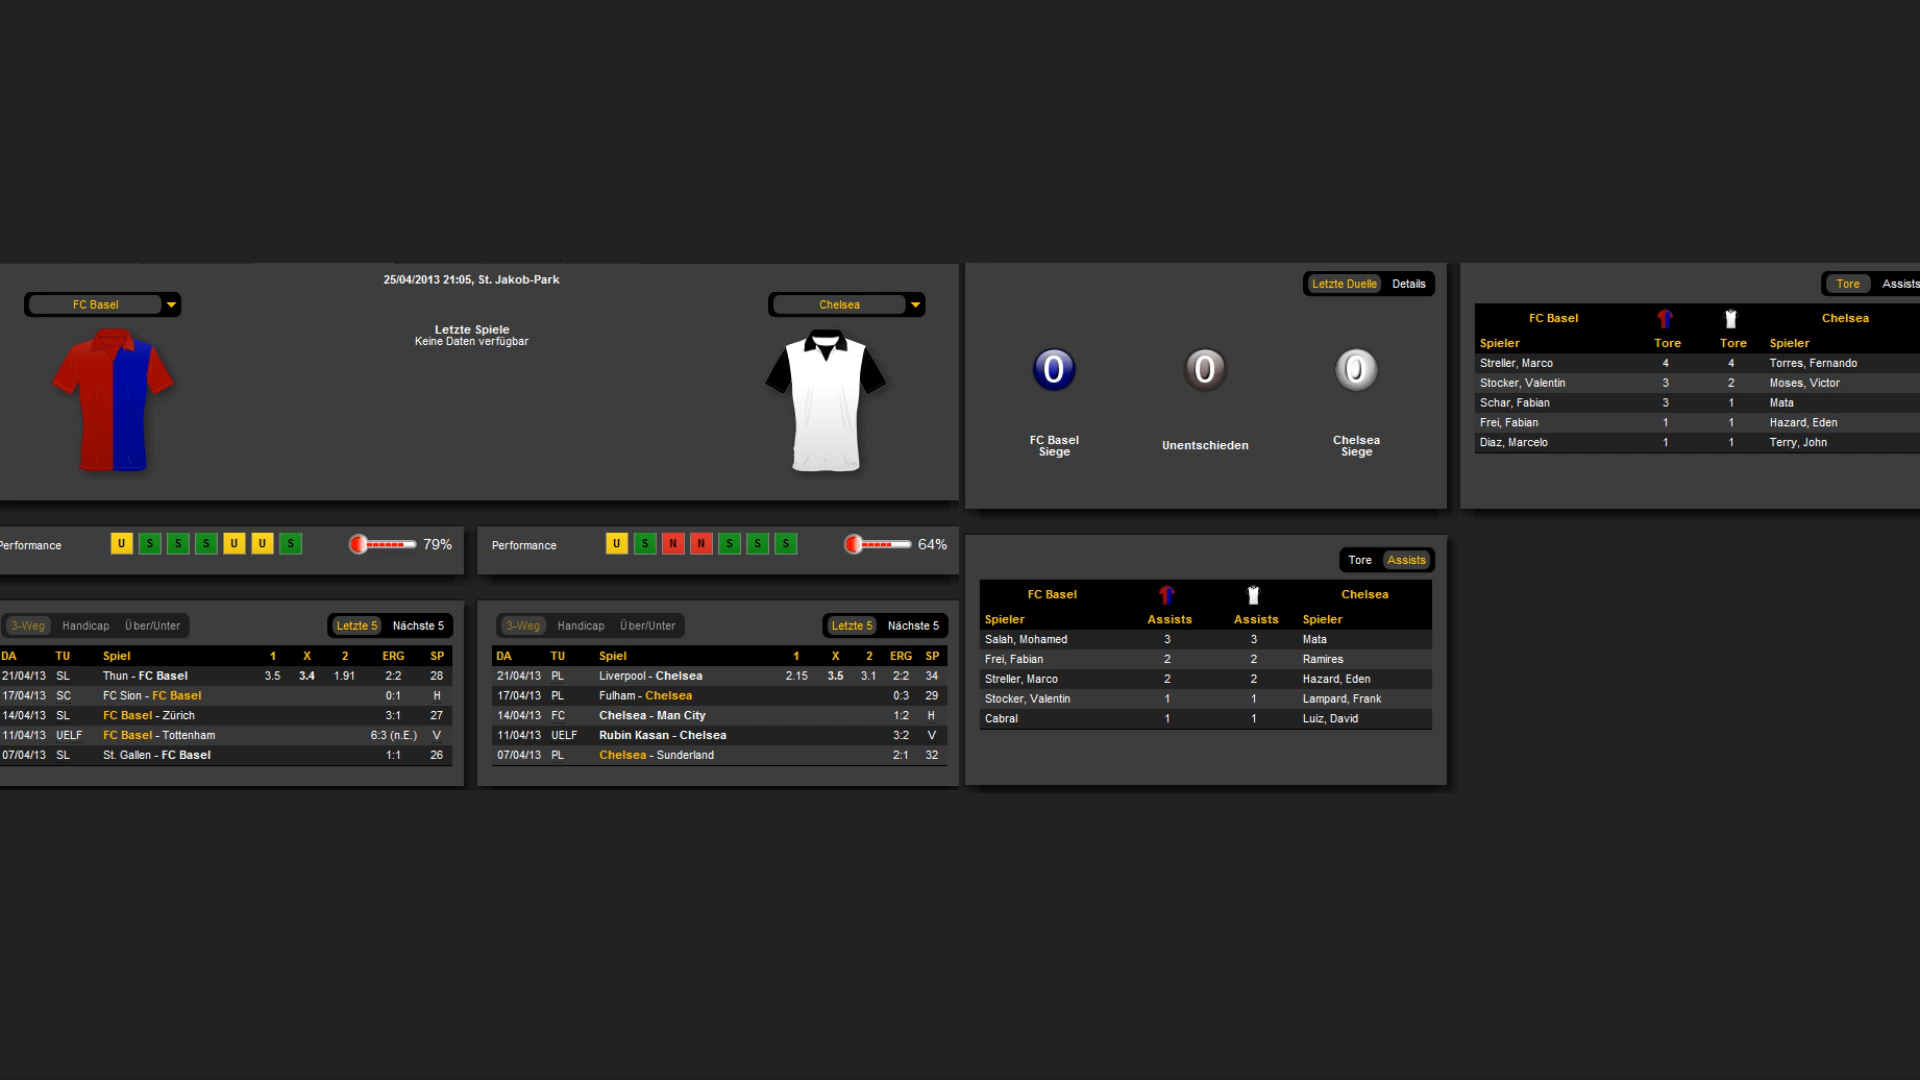 25/04/2013 21:05, St. Jakob-Park
FC Basel
Chelsea
Letzte Spiele
Keine Daten verfügbar
Performance U S S S U U S 79%
Performance U S N N S S S 64%
3-Weg Handicap Über/Unter Letzte 5 Nächste 5
DA TU Spiel 1 X 2 ERG SP
21/04/13 SL Thun - FC Basel 3.5 3.4 1.91 2:2 28
17/04/13 SC FC Sion - FC Basel 0:1 H
14/04/13 SL FC Basel - Zürich 3:1 27
11/04/13 UELF FC Basel - Tottenham 6:3 (n.E.) V
07/04/13 SL St. Gallen - FC Basel 1:1 26
3-Weg Handicap Über/Unter Letzte 5 Nächste 5
DA TU Spiel 1 X 2 ERG SP
21/04/13 PL Liverpool - Chelsea 2.15 3.5 3.1 2:2 34
17/04/13 PL Fulham - Chelsea 0:3 29
14/04/13 FC Chelsea - Man City 1:2 H
11/04/13 UELF Rubin Kasan - Chelsea 3:2 V
07/04/13 PL Chelsea - Sunderland 2:1 32
Letzte Duelle Details
0 0 0
FC Basel
Siege
Unentschieden
Chelsea
Siege
Tore Assists
FC Basel Chelsea
Spieler Assists Assists Spieler
Salah, Mohamed 3 3 Mata
Frei, Fabian 2 2 Ramires
Streller, Marco 2 2 Hazard, Eden
Stocker, Valentin 1 1 Lampard, Frank
Cabral 1 1 Luiz, David
Tore Assists
FC Basel Chelsea
Spieler Tore Tore Spieler
Streller, Marco 4 4 Torres, Fernando
Stocker, Valentin 3 2 Moses, Victor
Schar, Fabian 3 1 Mata
Frei, Fabian 1 1 Hazard, Eden
Diaz, Marcelo 1 1 Terry, John